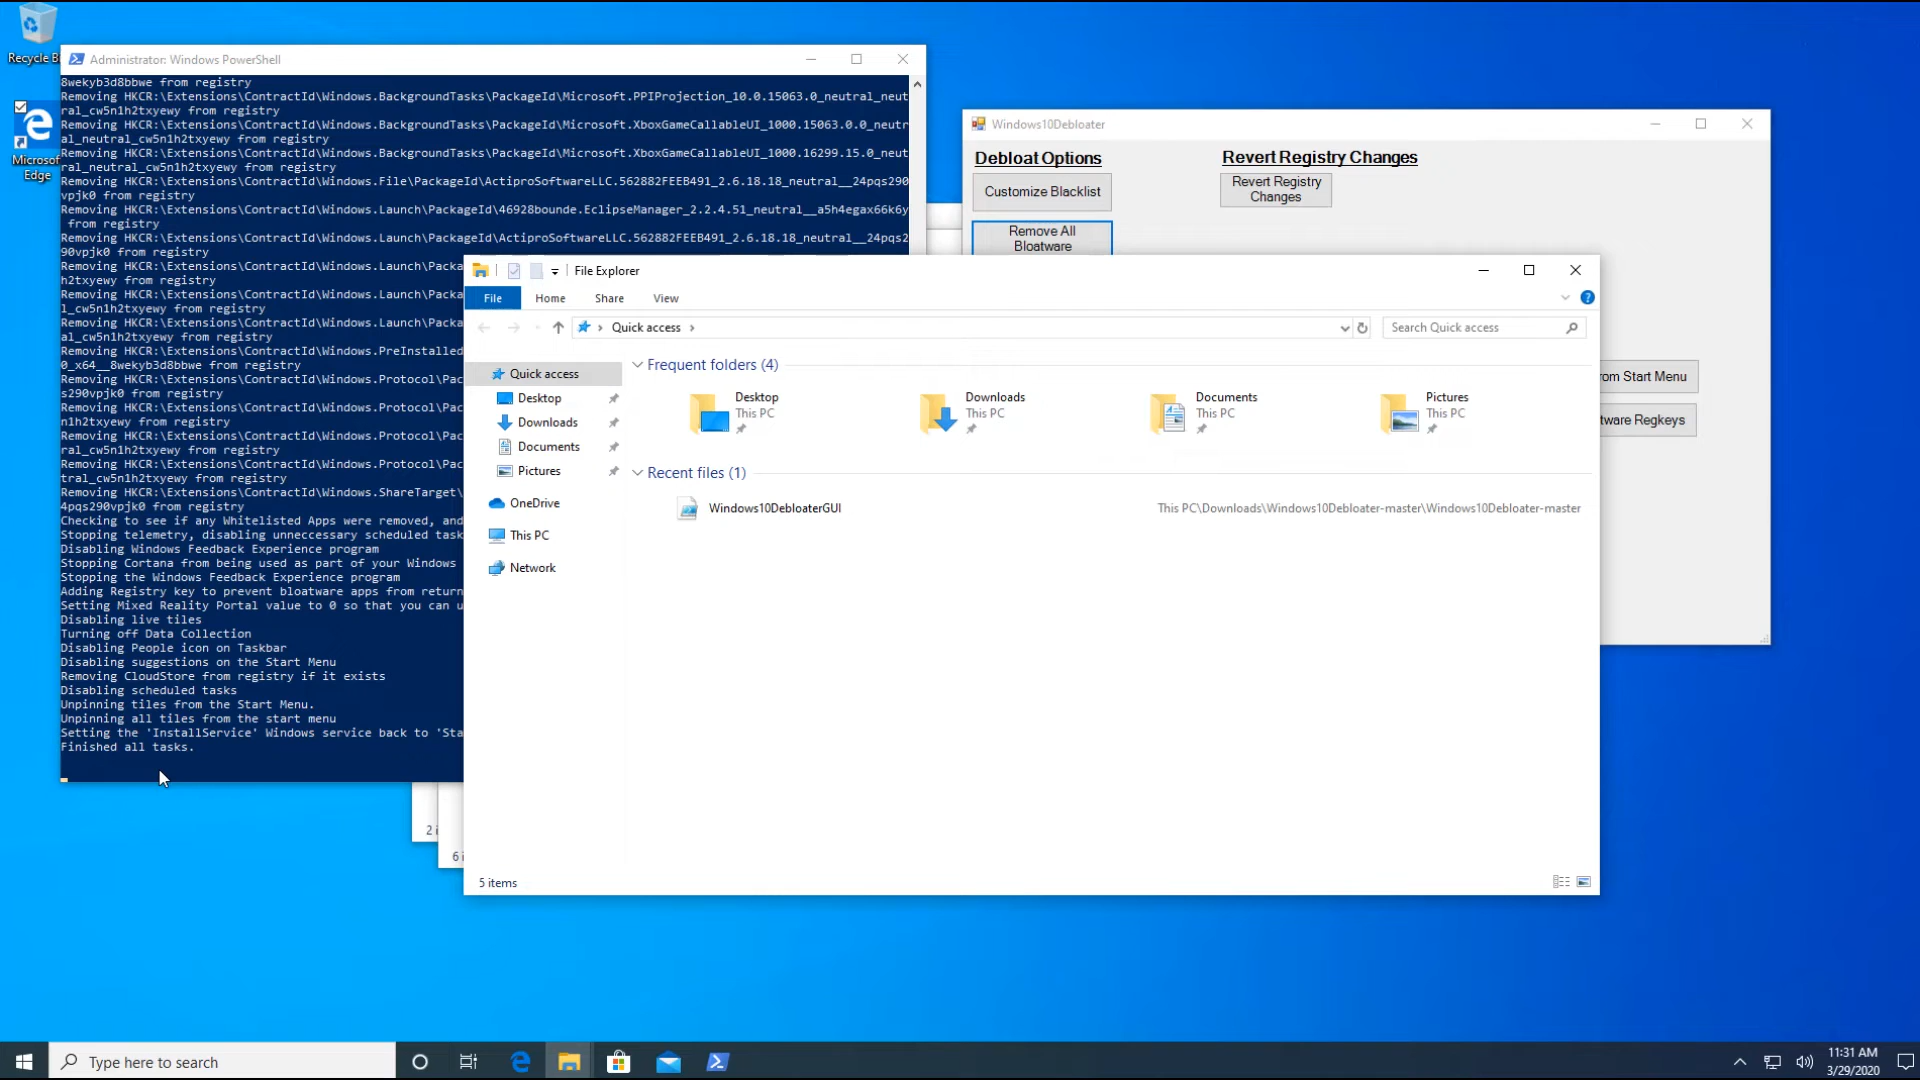 Recycle B
Microsof
Edge
Administrator: Windows PowerShell
8wekyb3d8bbwe from registry
Removing HKCR:\Extensions\ContractId\Windows.BackgroundTasks\PackageId\Microsoft.PPIProjection_10.0.15063.0_neutral_neut
ral_cw5n1h2txyewy from registry
Removing HKCR:\Extensions\ContractId\Windows.BackgroundTasks\PackageId\Microsoft.XboxGameCallableUI_1000.15063.0.0_neutr
al_neutral_cw5n1h2txyewy from registry
Removing HKCR:\Extensions\ContractId\Windows.BackgroundTasks\PackageId\Microsoft.XboxGameCallableUI_1000.16299.15.0_neut
ral_neutral_cw5n1h2txyewy from registry
Removing HKCR:\Extensions\ContractId\Windows.File\PackageId\ActiproSoftwareLLC.562882FEEB491_2.6.18.18_neutral__24pqs290
vpjk0 from registry
Removing HKCR:\Extensions\ContractId\Windows.Launch\PackageId\46928bounde.EclipseManager_2.2.4.51_neutral__a5h4egax66k6y
from registry
Removing HKCR:\Extensions\ContractId\Windows.Launch\PackageId\ActiproSoftwareLLC.562882FEEB491_2.6.18.18_neutral__24pqs2
90vpjk0 from registry
Removing HKCR:\Extensions\ContractId\Windows.Launch\Packa
h2txyewy from registry
Removing HKCR:\Extensions\ContractId\Windows.Launch\Packa
l_cw5n1h2txyewy from registry
Removing HKCR:\Extensions\ContractId\Windows.Launch\Packa
al_cw5n1h2txyewy from registry
Removing HKCR:\Extensions\ContractId\Windows.PreInstalled
0_x64__8wekyb3d8bbwe from registry
Removing HKCR:\Extensions\ContractId\Windows.Protocol\Pac
s290vpjk0 from registry
Removing HKCR:\Extensions\ContractId\Windows.Protocol\Pac
n1h2txyewy from registry
Removing HKCR:\Extensions\ContractId\Windows.Protocol\Pac
ral_cw5n1h2txyewy from registry
Removing HKCR:\Extensions\ContractId\Windows.Protocol\Pac
tral_cw5n1h2txyewy from registry
Removing HKCR:\Extensions\ContractId\Windows.ShareTarget\
4pqs290vpjk0 from registry
Checking to see if any Whitelisted Apps were removed, and
Stopping telemetry, disabling unneccessary scheduled task
Disabling Windows Feedback Experience program
Stopping Cortana from being used as part of your Windows
Stopping the Windows Feedback Experience program
Adding Registry key to prevent bloatware apps from return
Setting Mixed Reality Portal value to 0 so that you can u
Disabling live tiles
Turning off Data Collection
Disabling People icon on Taskbar
Disabling suggestions on the Start Menu
Removing CloudStore from registry if it exists
Disabling scheduled tasks
Unpinning tiles from the Start Menu.
Unpinning all tiles from the start menu
Setting the 'InstallService' Windows service back to 'Sta
Finished all tasks.
2 i
6 i
Windows10Debloater
Debloat Options
Revert Registry Changes
Customize Blacklist
Revert Registry
Changes
Remove All
Bloatware
om Start Menu
tware Regkeys
File Explorer
File Home Share View
Quick access
Search Quick access
Quick access
Desktop
Downloads
Documents
Pictures
OneDrive
This PC
Network
Frequent folders (4)
Desktop
This PC
Downloads
This PC
Documents
This PC
Pictures
This PC
Recent files (1)
Windows10DebloaterGUI
This PC\Downloads\Windows10Debloater-master\Windows10Debloater-master
5 items
Type here to search
11:31 AM
3/29/2020